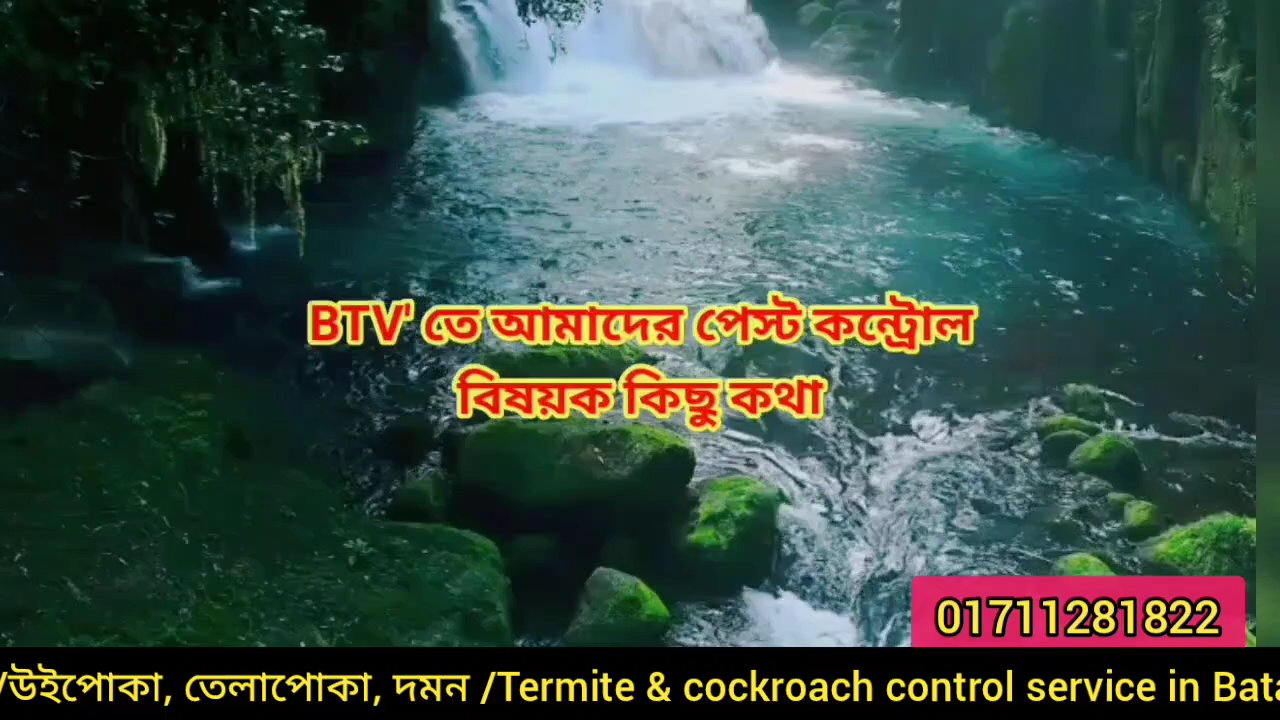 BTV' তে আমাদের পেস্ট কন্ট্রোল
বিষয়ক কিছু কথা
01711281822
/উইপোকা, তেলাপোকা, দমন /Termite & cockroach control service in